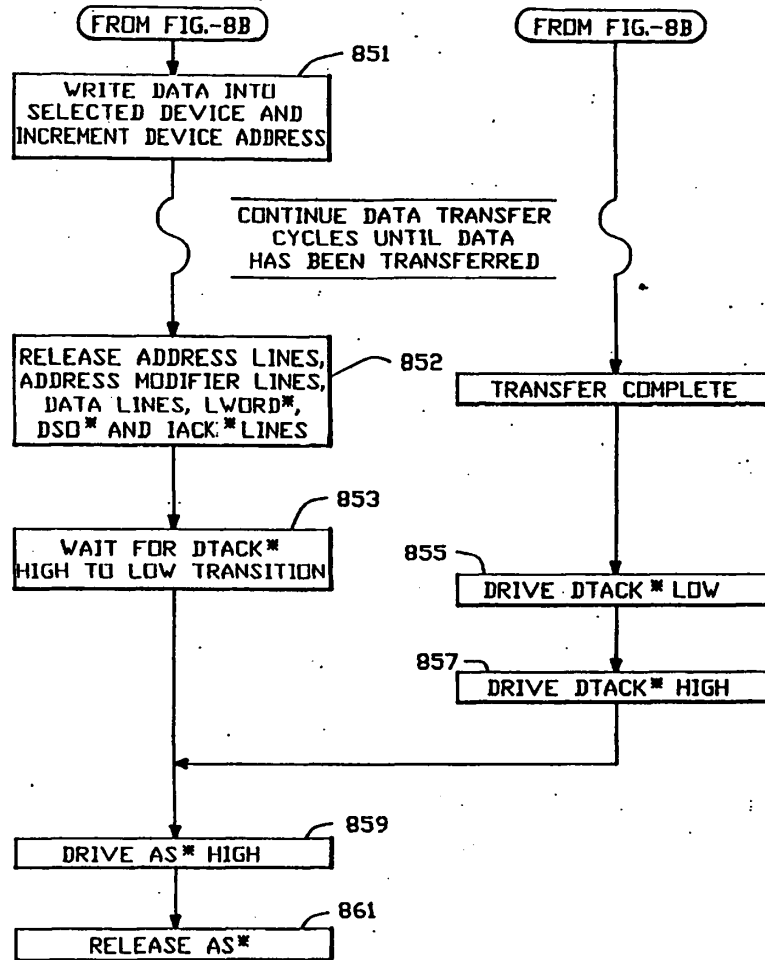 FROM FIG.-8B
851
WRITE DATA INTO
SELECTED DEVICE AND
INCREMENT DEVICE ADDRESS
FROM FIG.-8B
CONTINUE DATA TRANSFER
CYCLES UNTIL DATA
HAS BEEN TRANSFERRED
RELEASE ADDRESS LINES,
ADDRESS MODIFIER LINES,
DATA LINES, LWORD*,
DS0* AND IACK* LINES
852
TRANSFER COMPLETE
853
WAIT FOR DTACK*
HIGH TO LOW TRANSITION
855
DRIVE DTACK* LOW
857
DRIVE DTACK* HIGH
859
DRIVE AS* HIGH
861
RELEASE AS*